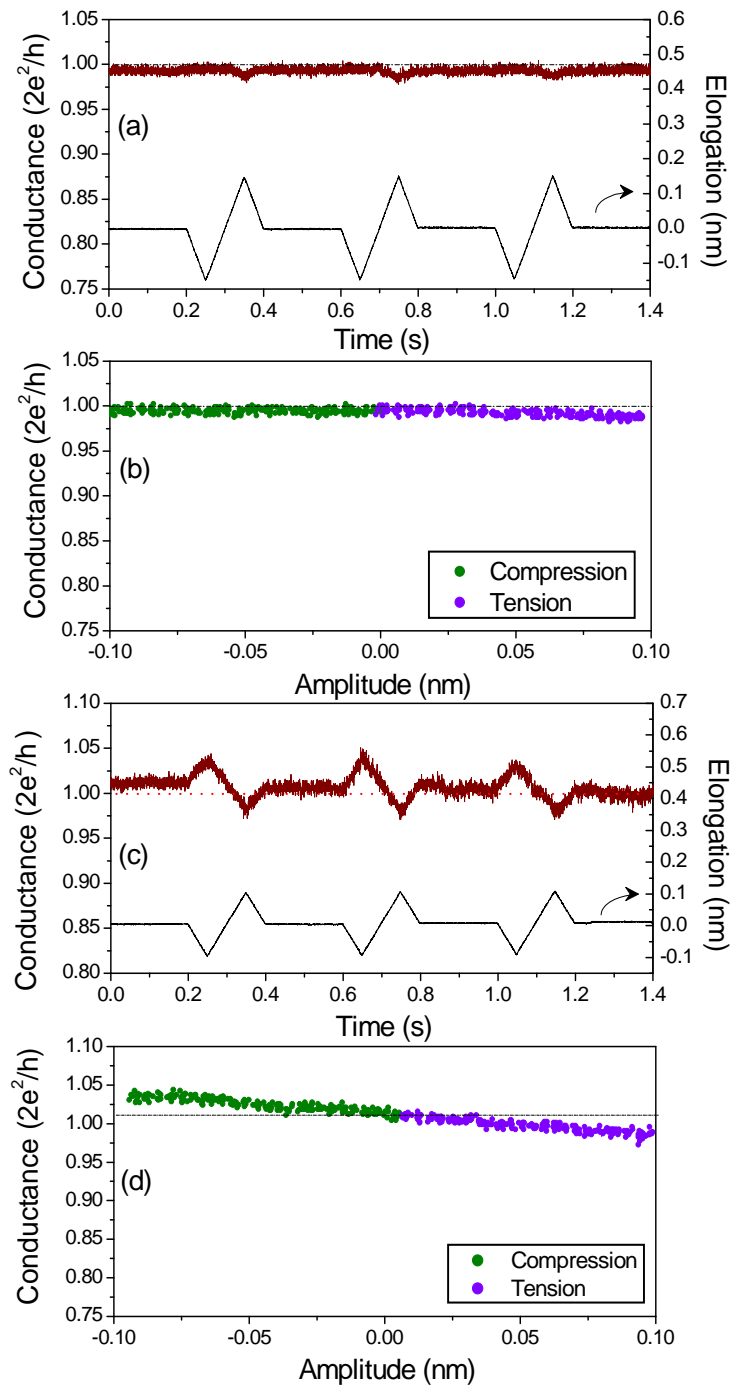 1.05
1.00
0.95
0.90
0.85
0.80
0.75
Conductance (2e²/h)
(a)
0.6
0.5
0.4
0.3
0.2
0.1
0.0
-0.1
Elongation (nm)
0.0 0.2 0.4 0.6 0.8 1.0 1.2 1.4
Time (s)
1.05
1.00
0.95
0.90
0.85
0.80
0.75
Conductance (2e²/h)
(b)
Compression
Tension
-0.10 -0.05 0.00 0.05 0.10
Amplitude (nm)
1.10
1.05
1.00
0.95
0.90
0.85
0.80
Conductance (2e²/h)
(c)
0.7
0.6
0.5
0.4
0.3
0.2
0.1
0.0
-0.1
Elongation (nm)
0.0 0.2 0.4 0.6 0.8 1.0 1.2 1.4
Time (s)
1.10
1.05
1.00
0.95
0.90
0.85
0.80
0.75
Conductance (2e²/h)
(d)
Compression
Tension
-0.10 -0.05 0.00 0.05 0.10
Amplitude (nm)